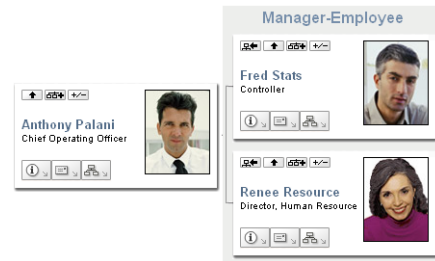 Manager-Employee
Anthony Palani
Chief Operating Officer
Fred Stats
Controller
Renee Resource
Director, Human Resource